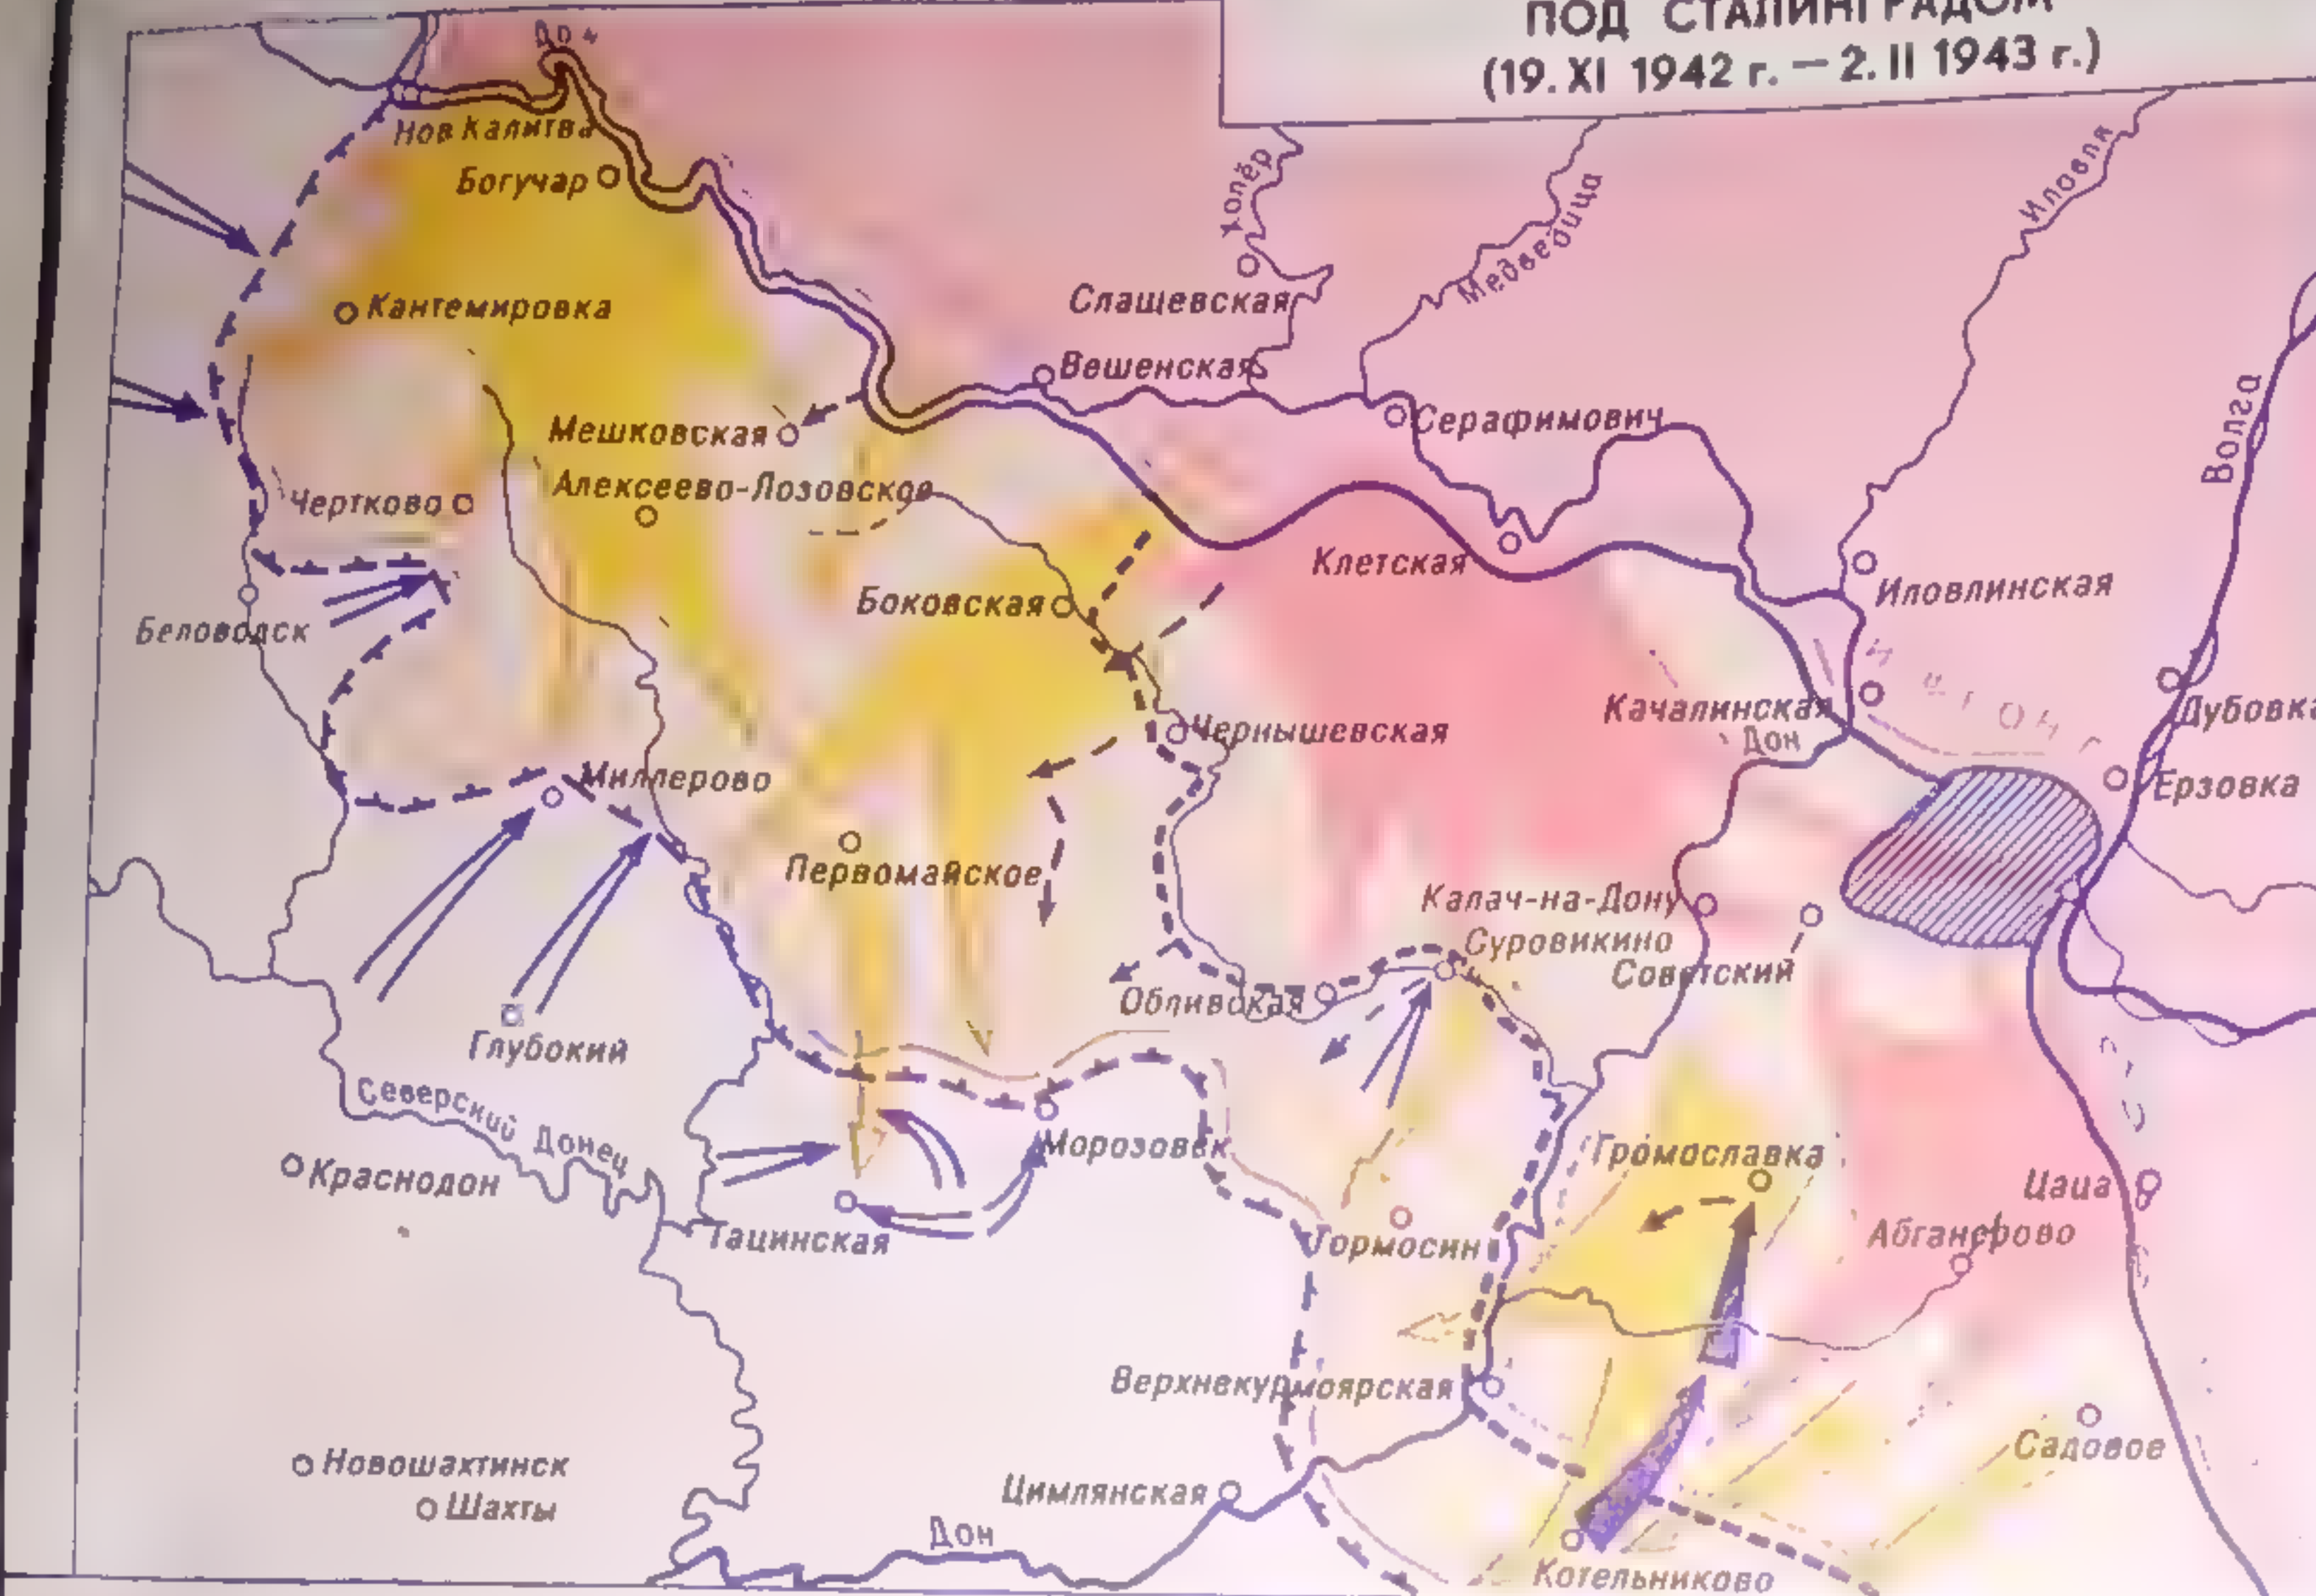 ПОД СТАЛИНГРАДОМ
(19. XI 1942 г. — 2. II 1943 г.)
Дон
Нов Калитва
Богучар
Хопёр
Медведица
Иловля
Кантемировка
Слащевская
Вешенская
Серафимович
Волга
Мешковская
Алексеево-Лозовское
Чертково
Клетская
Иловлинская
Боковская
Беловодск
Качалинская
Дубовка
Дон
Чернышевская
Миллерово
Ерзовка
Первомайское
Калач-на-Дону
Суровикино
Советский
Обливская
Глубокий
Северский Донец
Морозовск
Громославка
Краснодон
Цаца
Тацинская
Тормосин
Абганерово
Верхнекурмоярская
Садовое
Новошахтинск
Цимлянская
Шахты
Дон
Котельниково